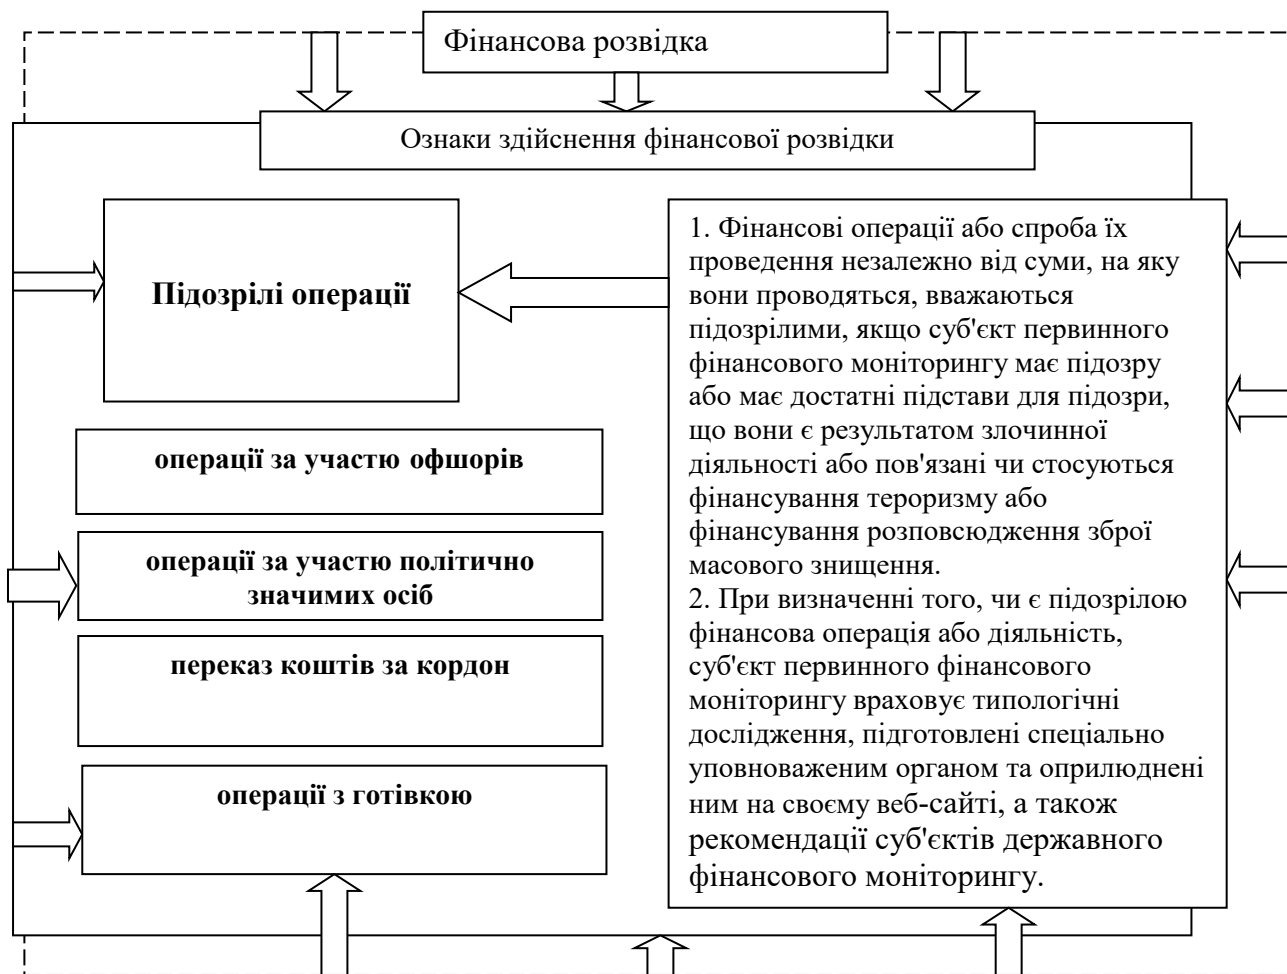 Фінансова розвідка
Ознаки здійснення фінансової розвідки
Підозрілі операції
операції за участю офшорів
операції за участю політично
значимих осіб
переказ коштів за кордон
операції з готівкою
1. Фінансові операції або спроба їх
проведення незалежно від суми, на яку
вони проводяться, вважаються
підозрілими, якщо суб'єкт первинного
фінансового моніторингу має підозру
або має достатні підстави для підозри,
що вони є результатом злочинної
діяльності або пов'язані чи стосуються
фінансування тероризму або
фінансування розповсюдження зброї
масового знищення.
2. При визначенні того, чи є підозрілою
фінансова операція або діяльність,
суб'єкт первинного фінансового
моніторингу враховує типологічні
дослідження, підготовлені спеціально
уповноваженим органом та оприлюднені
ним на своєму веб-сайті, а також
рекомендації суб'єктів державного
фінансового моніторингу.